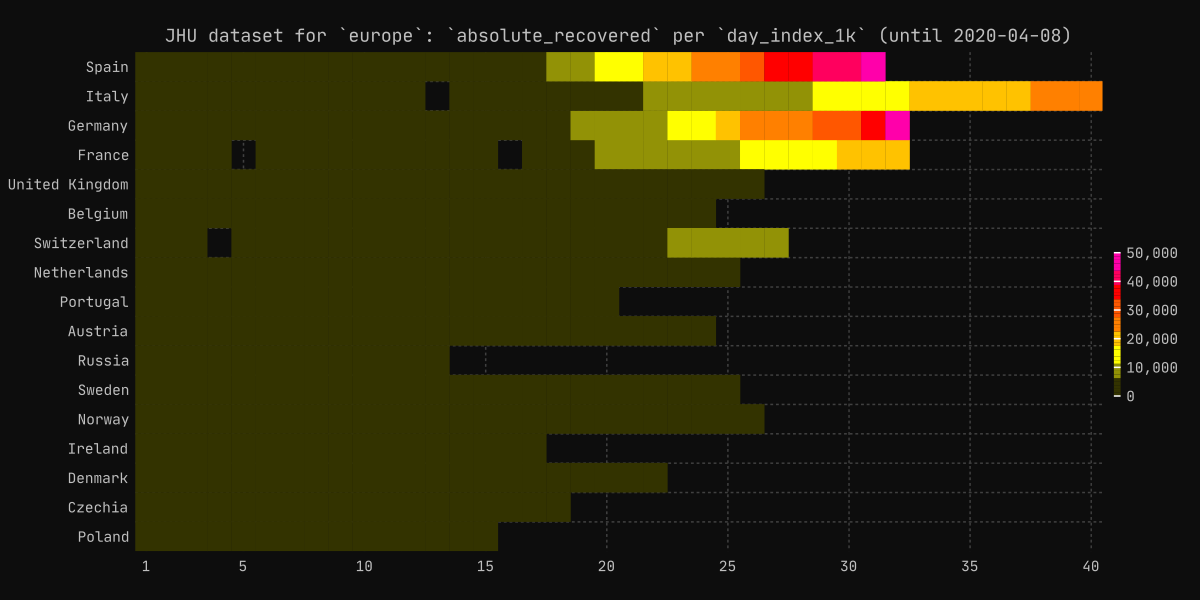 JHU dataset for `europe`: `absolute_recovered` per `day_index_1k` (until 2020-04-08)
Spain
Italy
Germany
France
United Kingdom
Belgium
Switzerland
Netherlands
Portugal
Austria
Russia
Sweden
Norway
Ireland
Denmark
Czechia
Poland
1 5 10 15 20 25 30 35 40
50,000
40,000
30,000
20,000
10,000
0